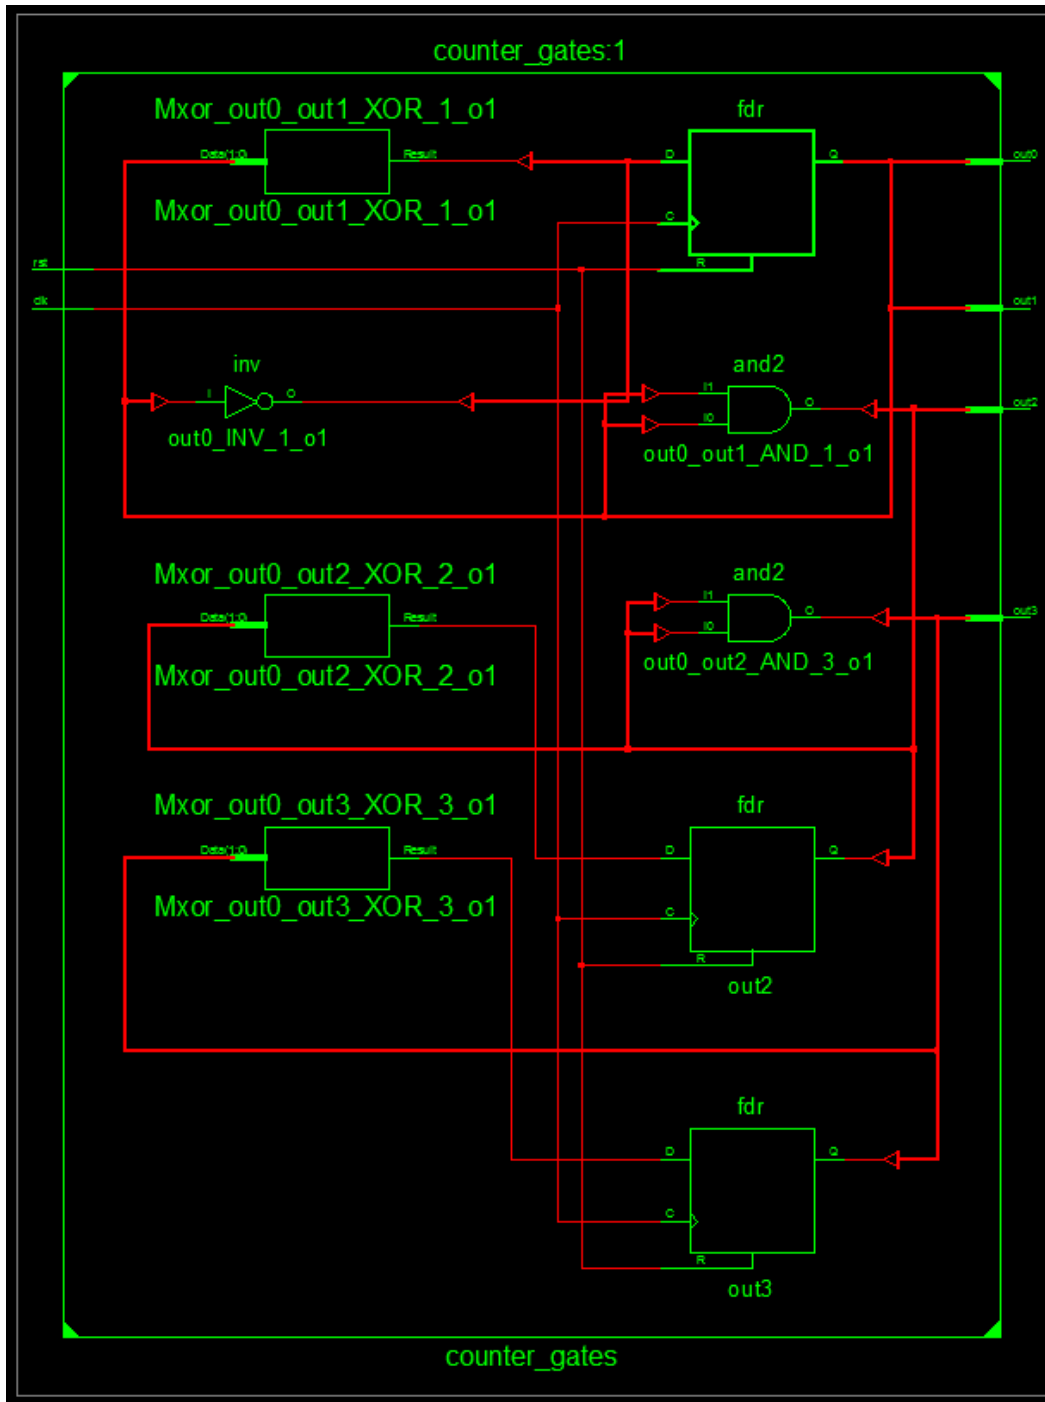 counter_gates:1
Mxor_out0_out1_XOR_1_o1
fdr
Data(1:0)
Result
D
Q
out0
Mxor_out0_out1_XOR_1_o1
C
rst
R
clk
out1
inv
and2
I
O
I1
I0
O
out2
out0_INV_1_o1
out0_out1_AND_1_o1
Mxor_out0_out2_XOR_2_o1
and2
Data(1:0)
Result
I1
I0
O
out3
Mxor_out0_out2_XOR_2_o1
out0_out2_AND_3_o1
Mxor_out0_out3_XOR_3_o1
fdr
Data(1:0)
Result
D
Q
Mxor_out0_out3_XOR_3_o1
C
R
out2
fdr
D
Q
C
R
out3
counter_gates